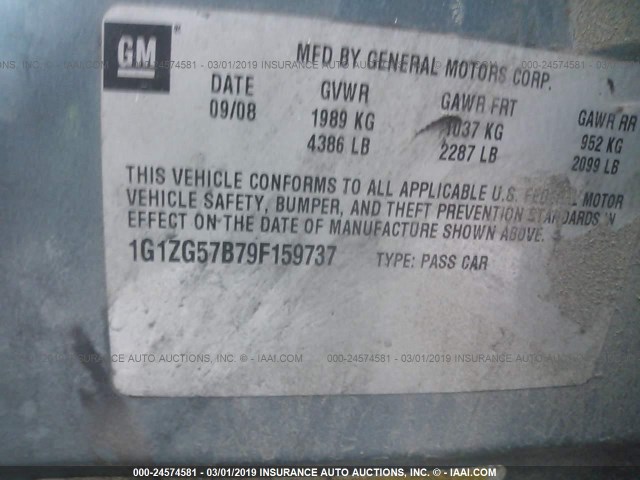 GM
MFD BY GENERAL MOTORS CORP.
DATE GVWR GAWR FRT GAWR RR
09/08 1989 KG 1037 KG 952 KG
4386 LB 2287 LB 2099 LB
THIS VEHICLE CONFORMS TO ALL APPLICABLE U.S. FEDERAL MOTOR
VEHICLE SAFETY, BUMPER, AND THEFT PREVENTION STANDARDS IN
EFFECT ON THE DATE OF MANUFACTURE SHOWN ABOVE.
1G1ZG57B79F159737 TYPE: PASS CAR
000-24574581 - 03/01/2019 INSURANCE AUTO AUCTIONS, INC. © - IAAI.COM